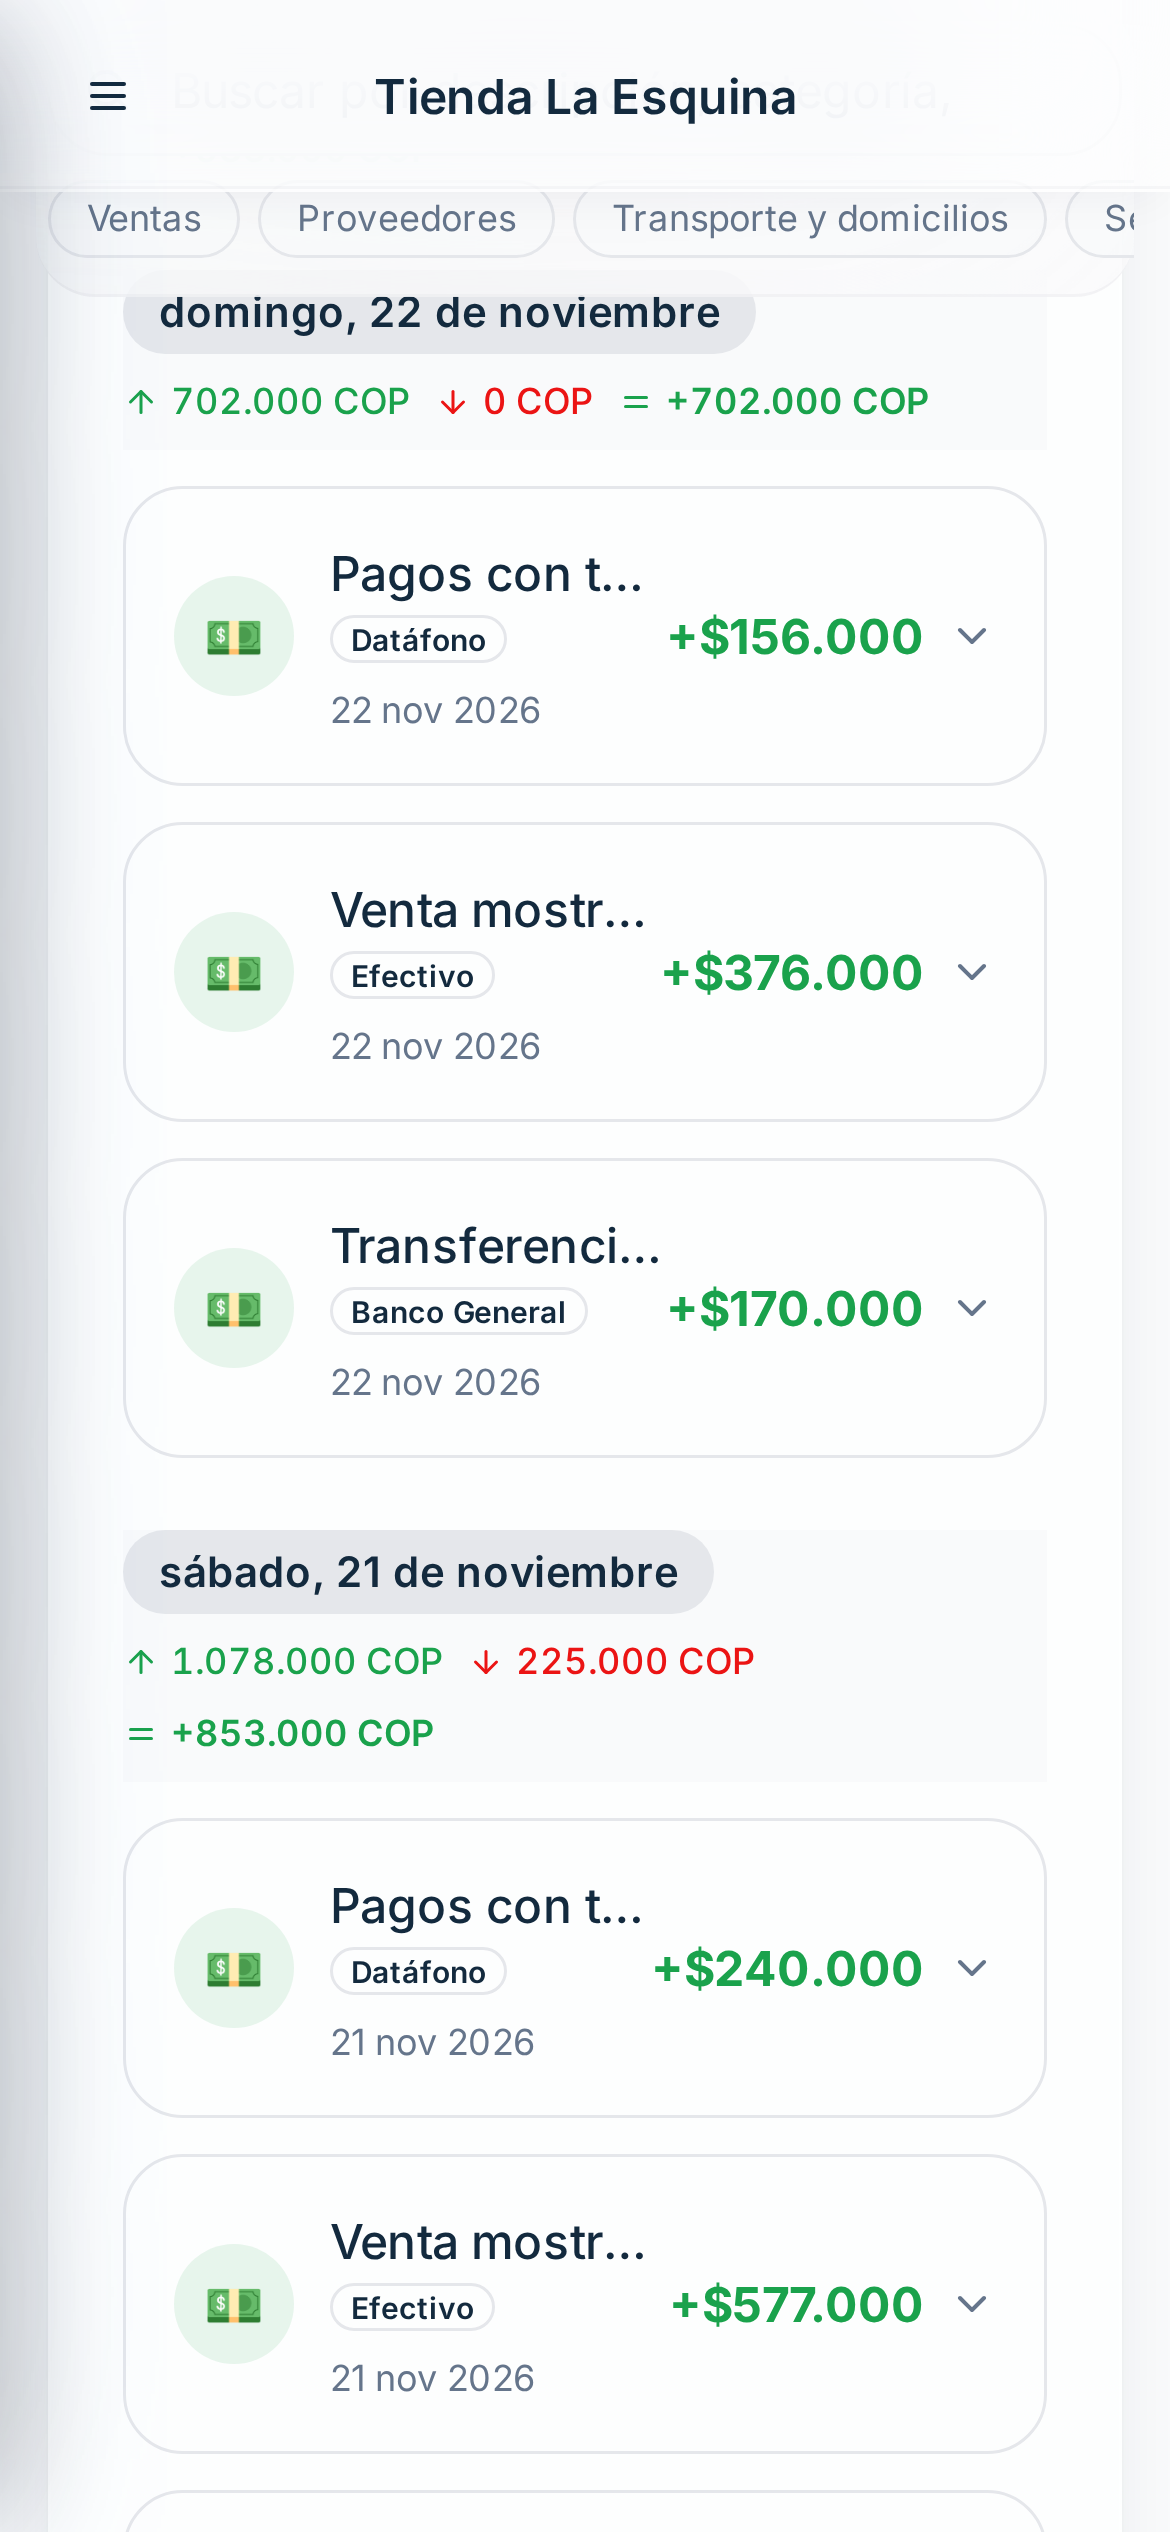 Tienda La Esquina
Ventas
Proveedores
Transporte y domicilios
domingo, 22 de noviembre
↑ 702.000 COP ↓ 0 COP = +702.000 COP
Pagos con t...
Datáfono
+$156.000
22 nov 2026
Venta mostr...
Efectivo
+$376.000
22 nov 2026
Transferenci...
Banco General
+$170.000
22 nov 2026
sábado, 21 de noviembre
↑ 1.078.000 COP ↓ 225.000 COP
= +853.000 COP
Pagos con t...
Datáfono
+$240.000
21 nov 2026
Venta mostr...
Efectivo
+$577.000
21 nov 2026